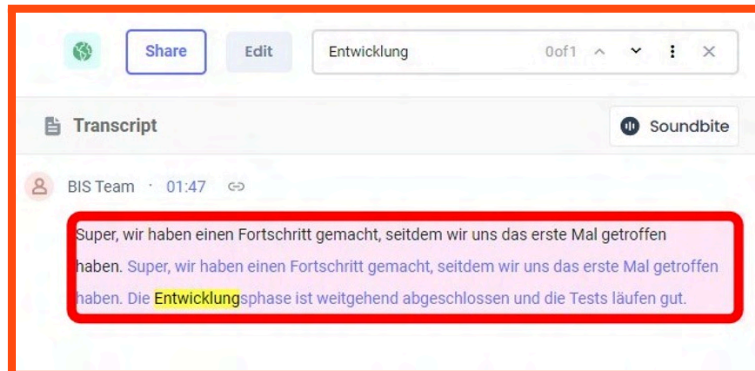 Share
Edit
Entwicklung
0of1
Transcript
Soundbite
BIS Team · 01:47
Super, wir haben einen Fortschritt gemacht, seitdem wir uns das erste Mal getroffen
haben. Super, wir haben einen Fortschritt gemacht, seitdem wir uns das erste Mal getroffen
haben. Die Entwicklungsphase ist weitgehend abgeschlossen und die Tests läufen gut.